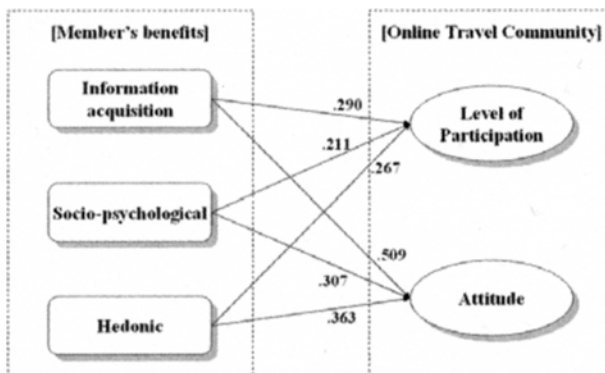 [Member's benefits]
[Online Travel Community]
Information
acquisition
.290
Level of
Participation
.211
.267
Socio-psychological
.509
.307
Attitude
.363
Hedonic